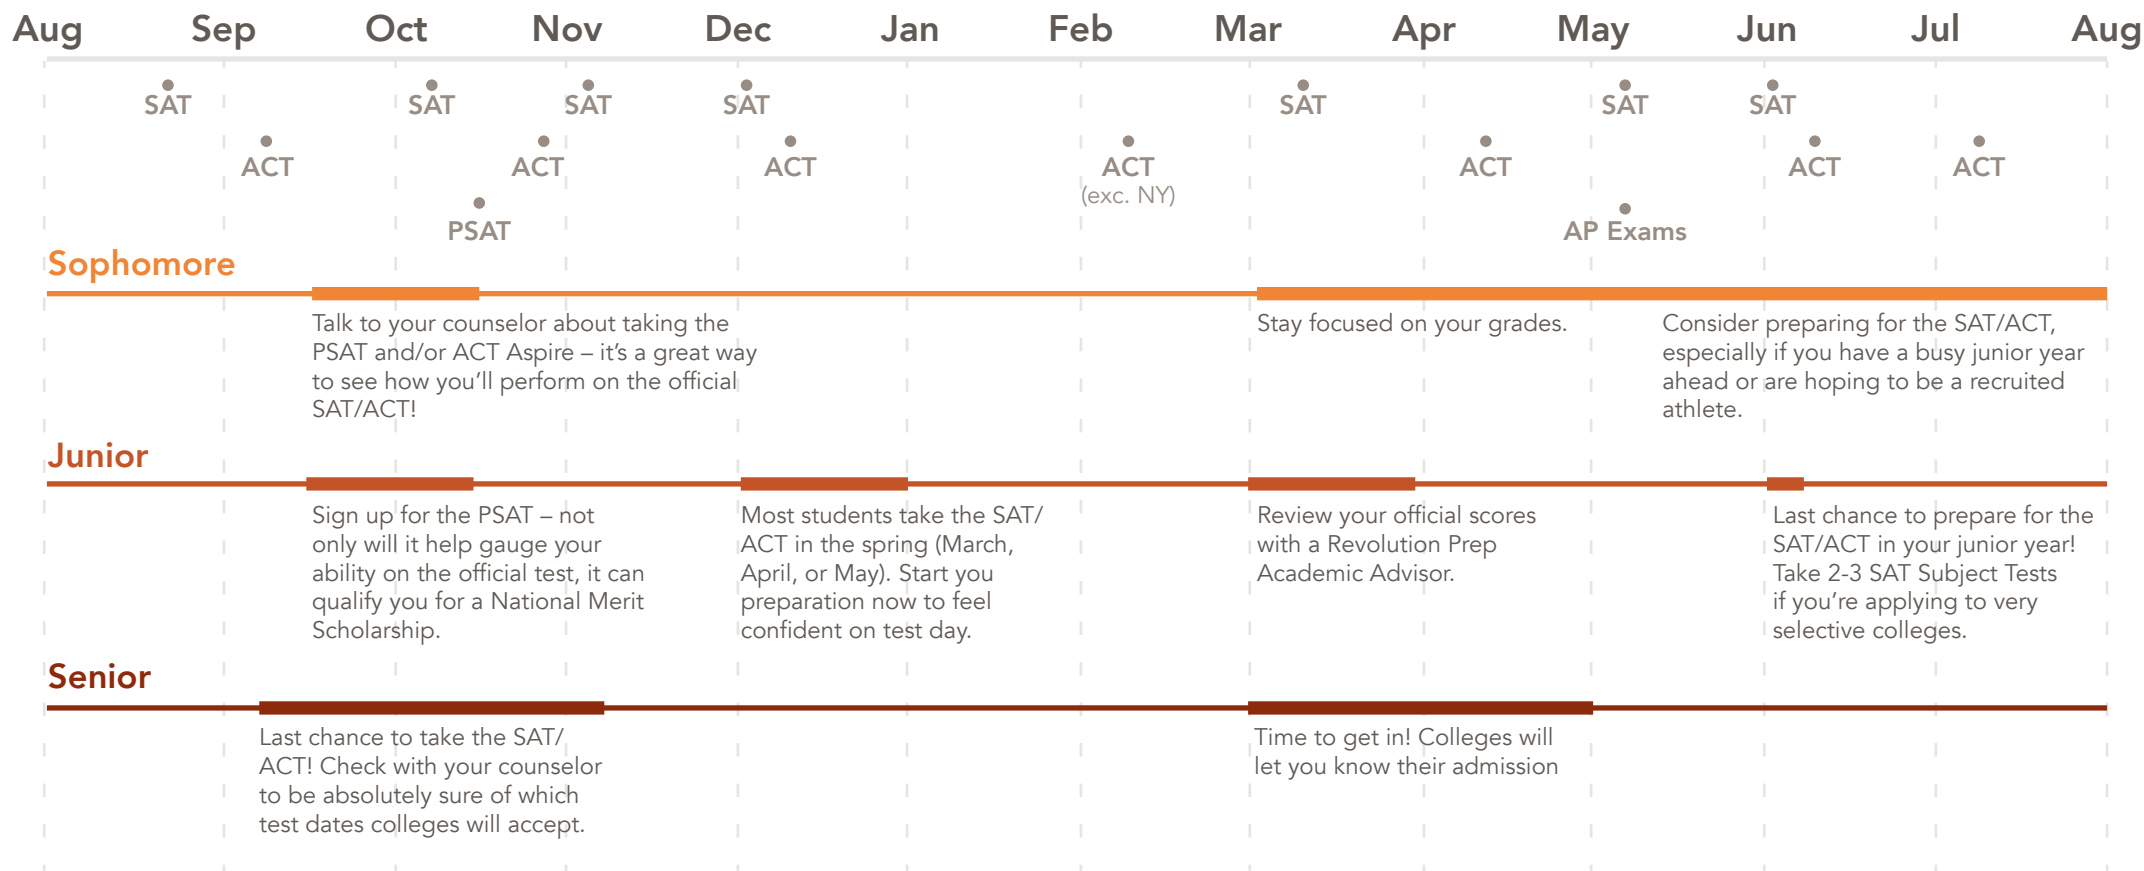 Aug Sep Oct Nov Dec Jan Feb Mar Apr May Jun Jul Aug
SAT SAT SAT SAT SAT SAT SAT
ACT ACT ACT ACT ACT ACT ACT
(exc. NY)
PSAT AP Exams
Sophomore
Talk to your counselor about taking the
PSAT and/or ACT Aspire – it’s a great way
to see how you’ll perform on the official
SAT/ACT!
Stay focused on your grades.
Consider preparing for the SAT/ACT,
especially if you have a busy junior year
ahead or are hoping to be a recruited
athlete.
Junior
Sign up for the PSAT – not
only will it help gauge your
ability on the official test, it can
qualify you for a National Merit
Scholarship.
Most students take the SAT/
ACT in the spring (March,
April, or May). Start you
preparation now to feel
confident on test day.
Review your official scores
with a Revolution Prep
Academic Advisor.
Last chance to prepare for the
SAT/ACT in your junior year!
Take 2-3 SAT Subject Tests
if you’re applying to very
selective colleges.
Senior
Last chance to take the SAT/
ACT! Check with your counselor
to be absolutely sure of which
test dates colleges will accept.
Time to get in! Colleges will
let you know their admission